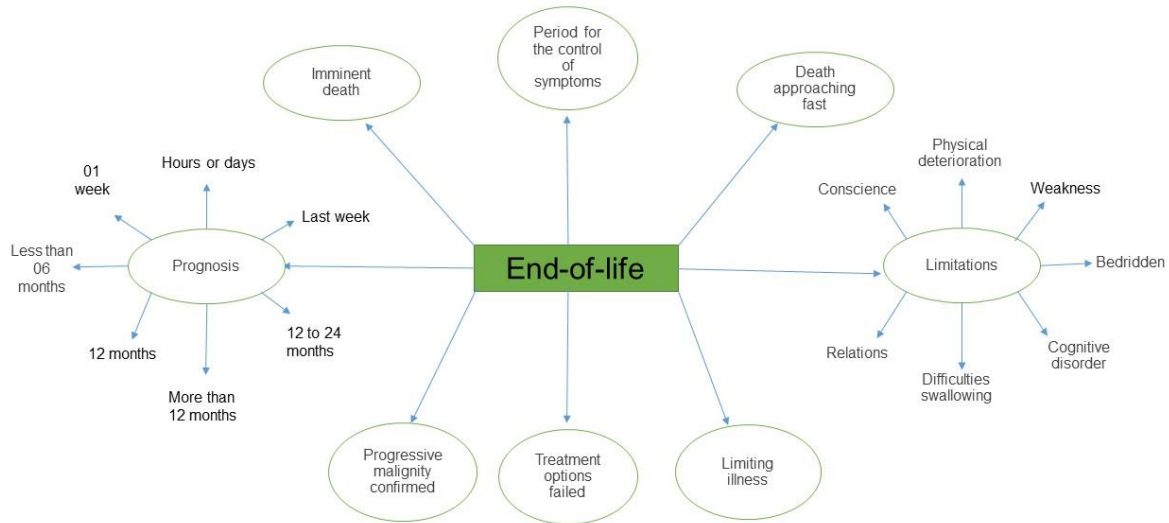 Period for
the control
of
symptoms
Imminent
death
Death
approaching
fast
Hours or days
01
week
Last week
Less than
06
months
Prognosis
12 months
12 to 24
months
More than
12 months
End-of-life
Physical
deterioration
Conscience
Weakness
Limitations
Bedridden
Relations
Cognitive
disorder
Difficulties
swallowing
Progressive
malignity
confirmed
Treatment
options
failed
Limiting
illness